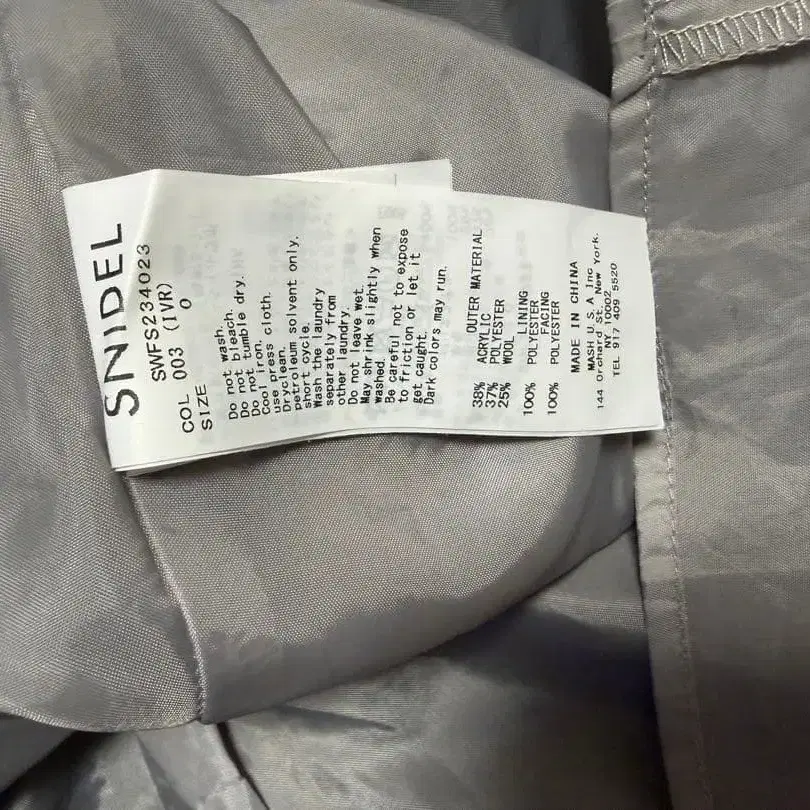 SNIDEL
SWFS234023
COL 003 (IVR)
SIZE 0
Do not wash.
Do not bleach.
Do not tumble dry.
Cool iron.
use press cloth.
Dryclean.
petroleum solvent only.
short cycle.
Wash the laundry
separately from
other laundry.
Do not leave wet.
May shrink slightly when
washed.
Be careful not to expose
to friction or let it
get caught.
Dark colors may run.
OUTER MATERIAL
38% ACRYLIC
37% POLYESTER
25% WOOL
LINING
100% POLYESTER
FACING
100% POLYESTER
MADE IN CHINA
MASH U.S.A Inc
144 Orchard St. New York.
NY, 10002
TEL 917 409 5520